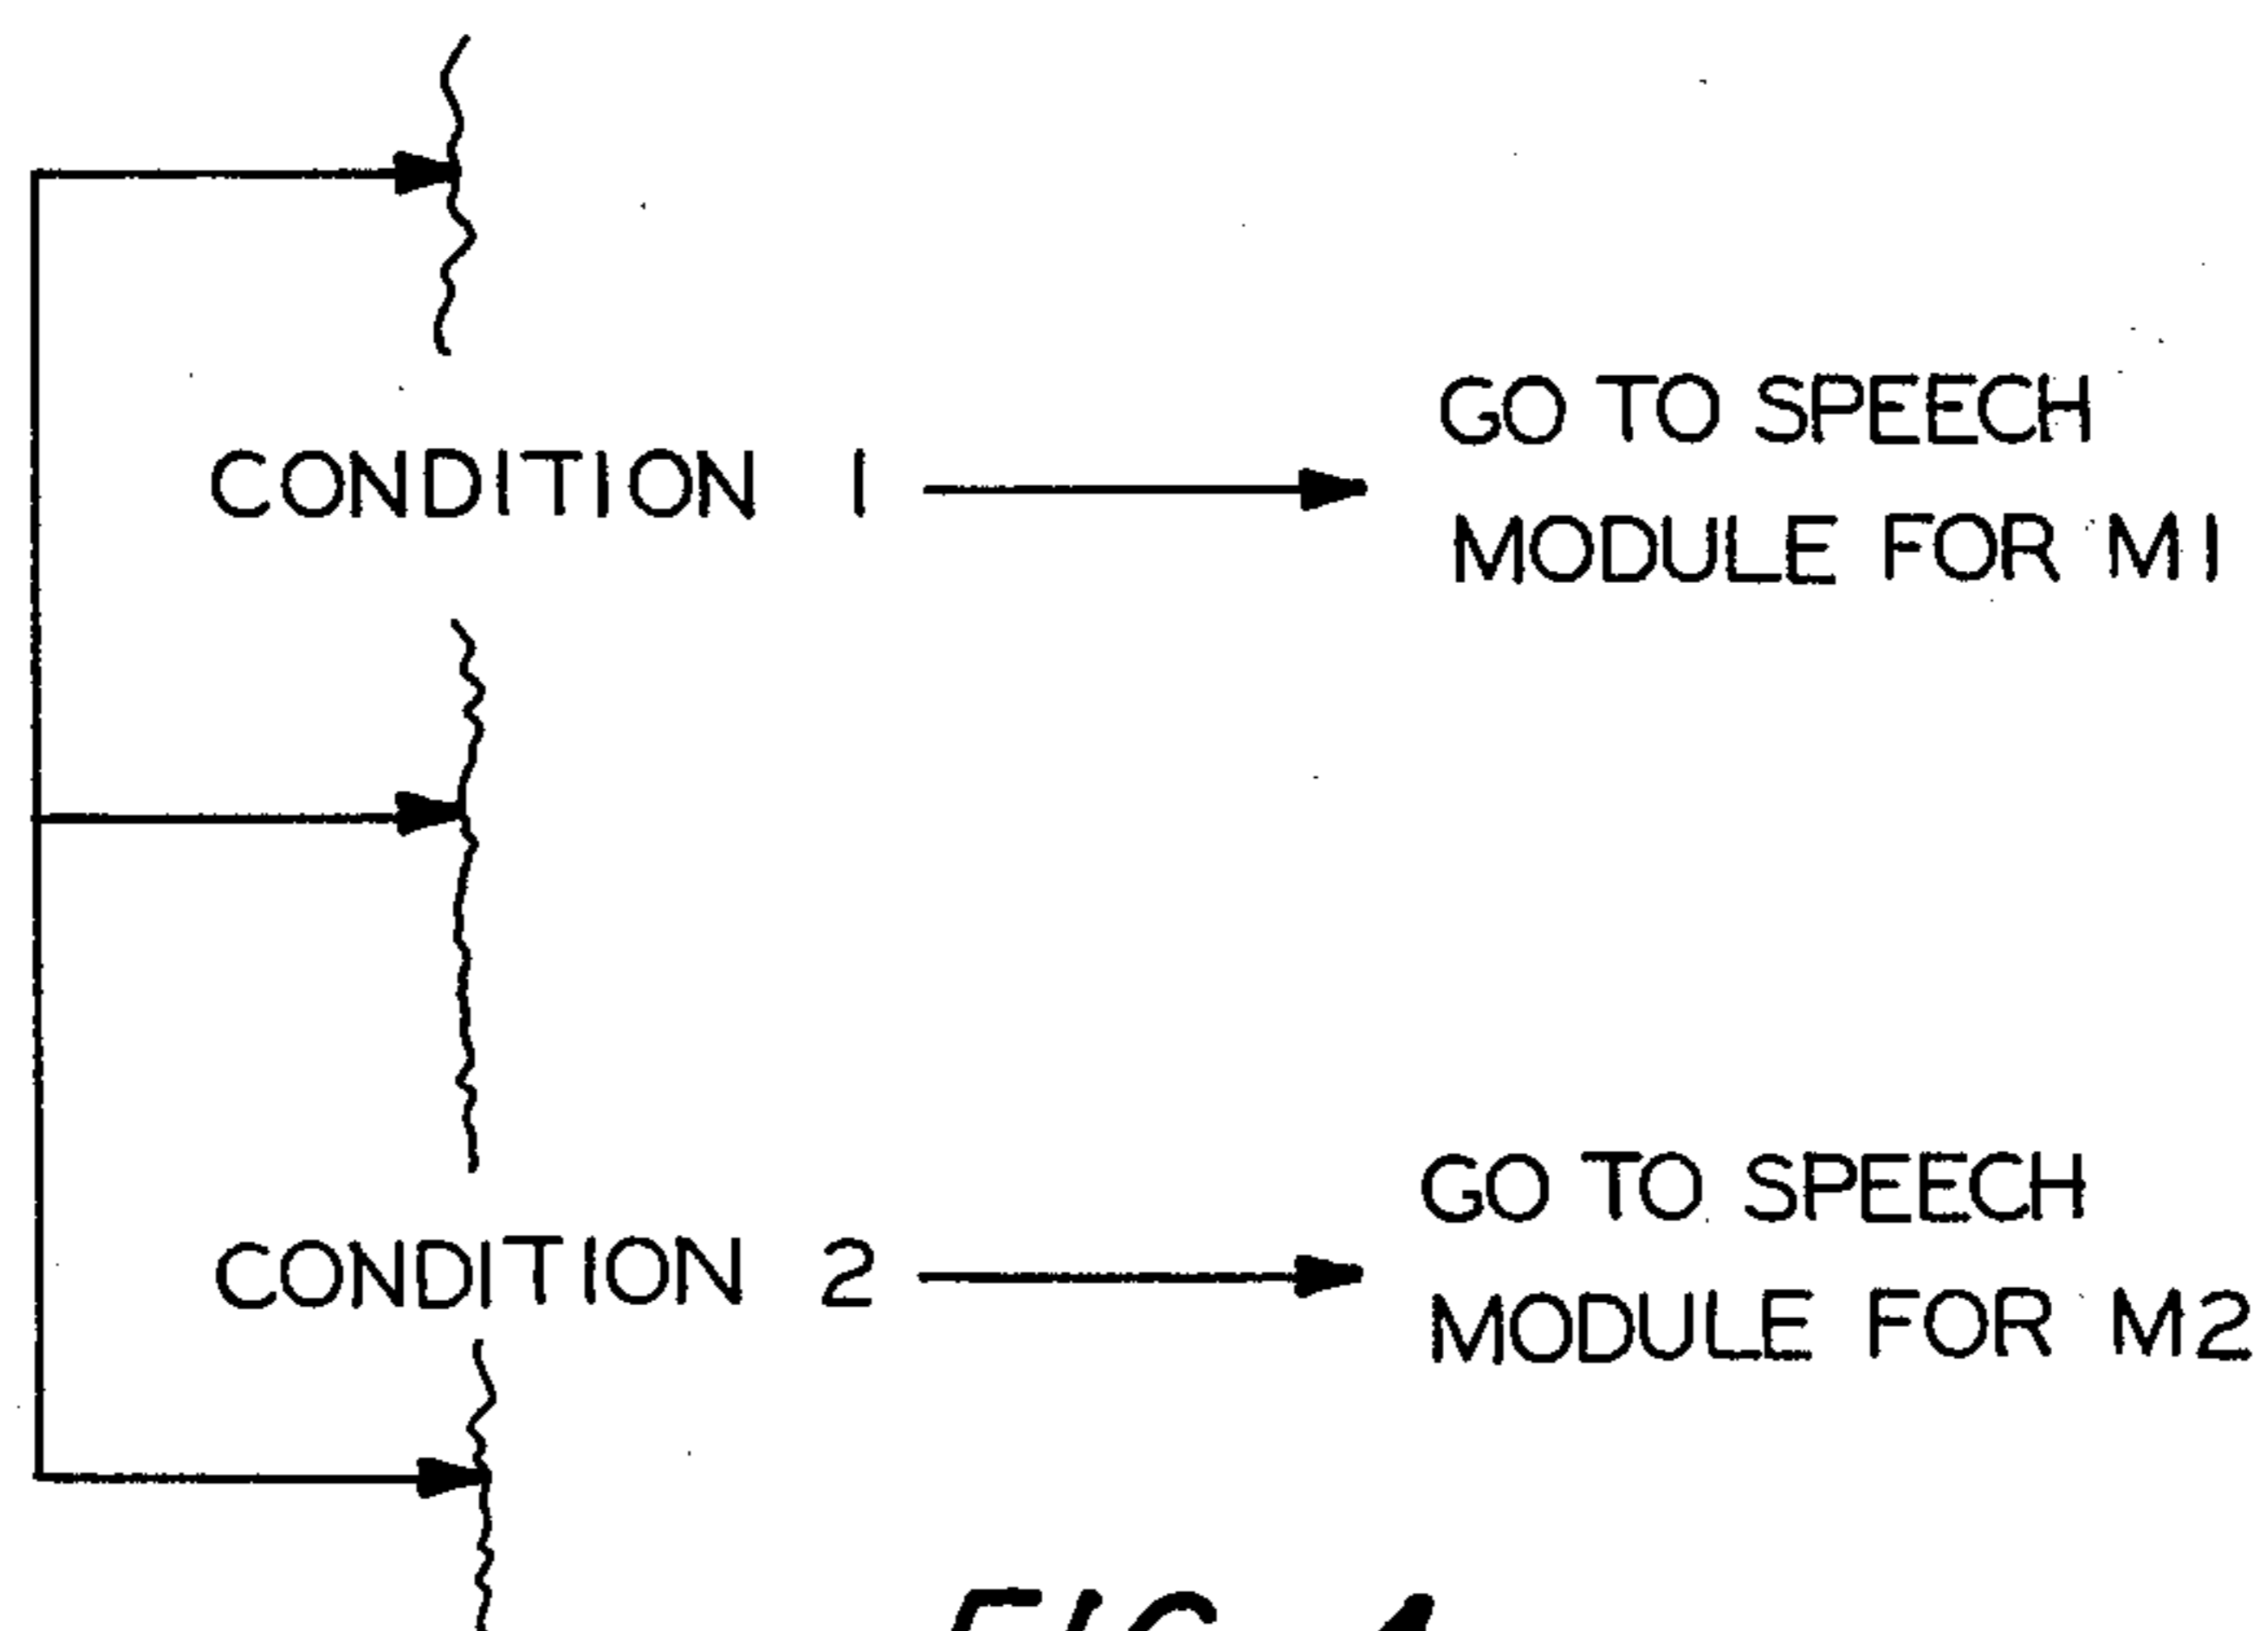 GO TO SPEECH
CONDITION 1
MODULE FOR M1
GO TO SPEECH
CONDITION 2
MODULE FOR M2